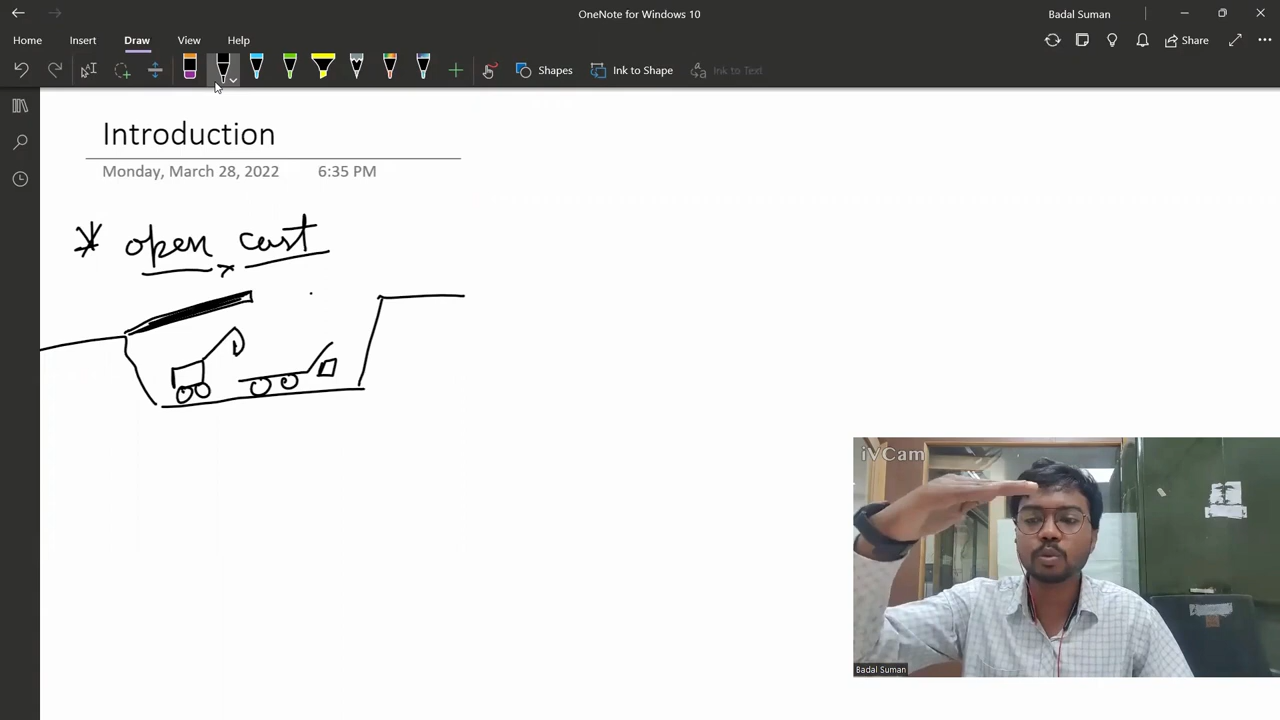 OneNote for Windows 10
Badal Suman
Home Insert Draw View Help
Share
Shapes Ink to Shape Ink to Text
Introduction
Monday, March 28, 2022 6:35 PM
* open cast
iVCam
Badal Suman